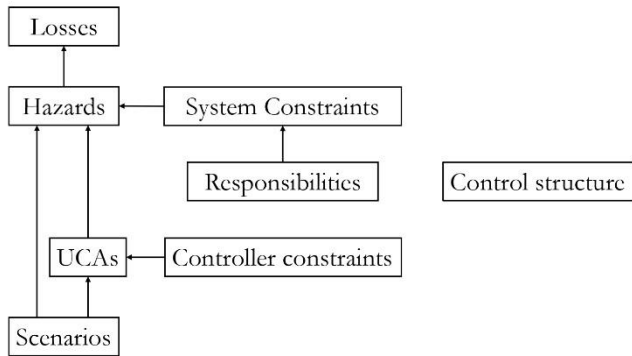 Losses
Hazards
System Constraints
Responsibilities
Control structure
UCAs
Controller constraints
Scenarios